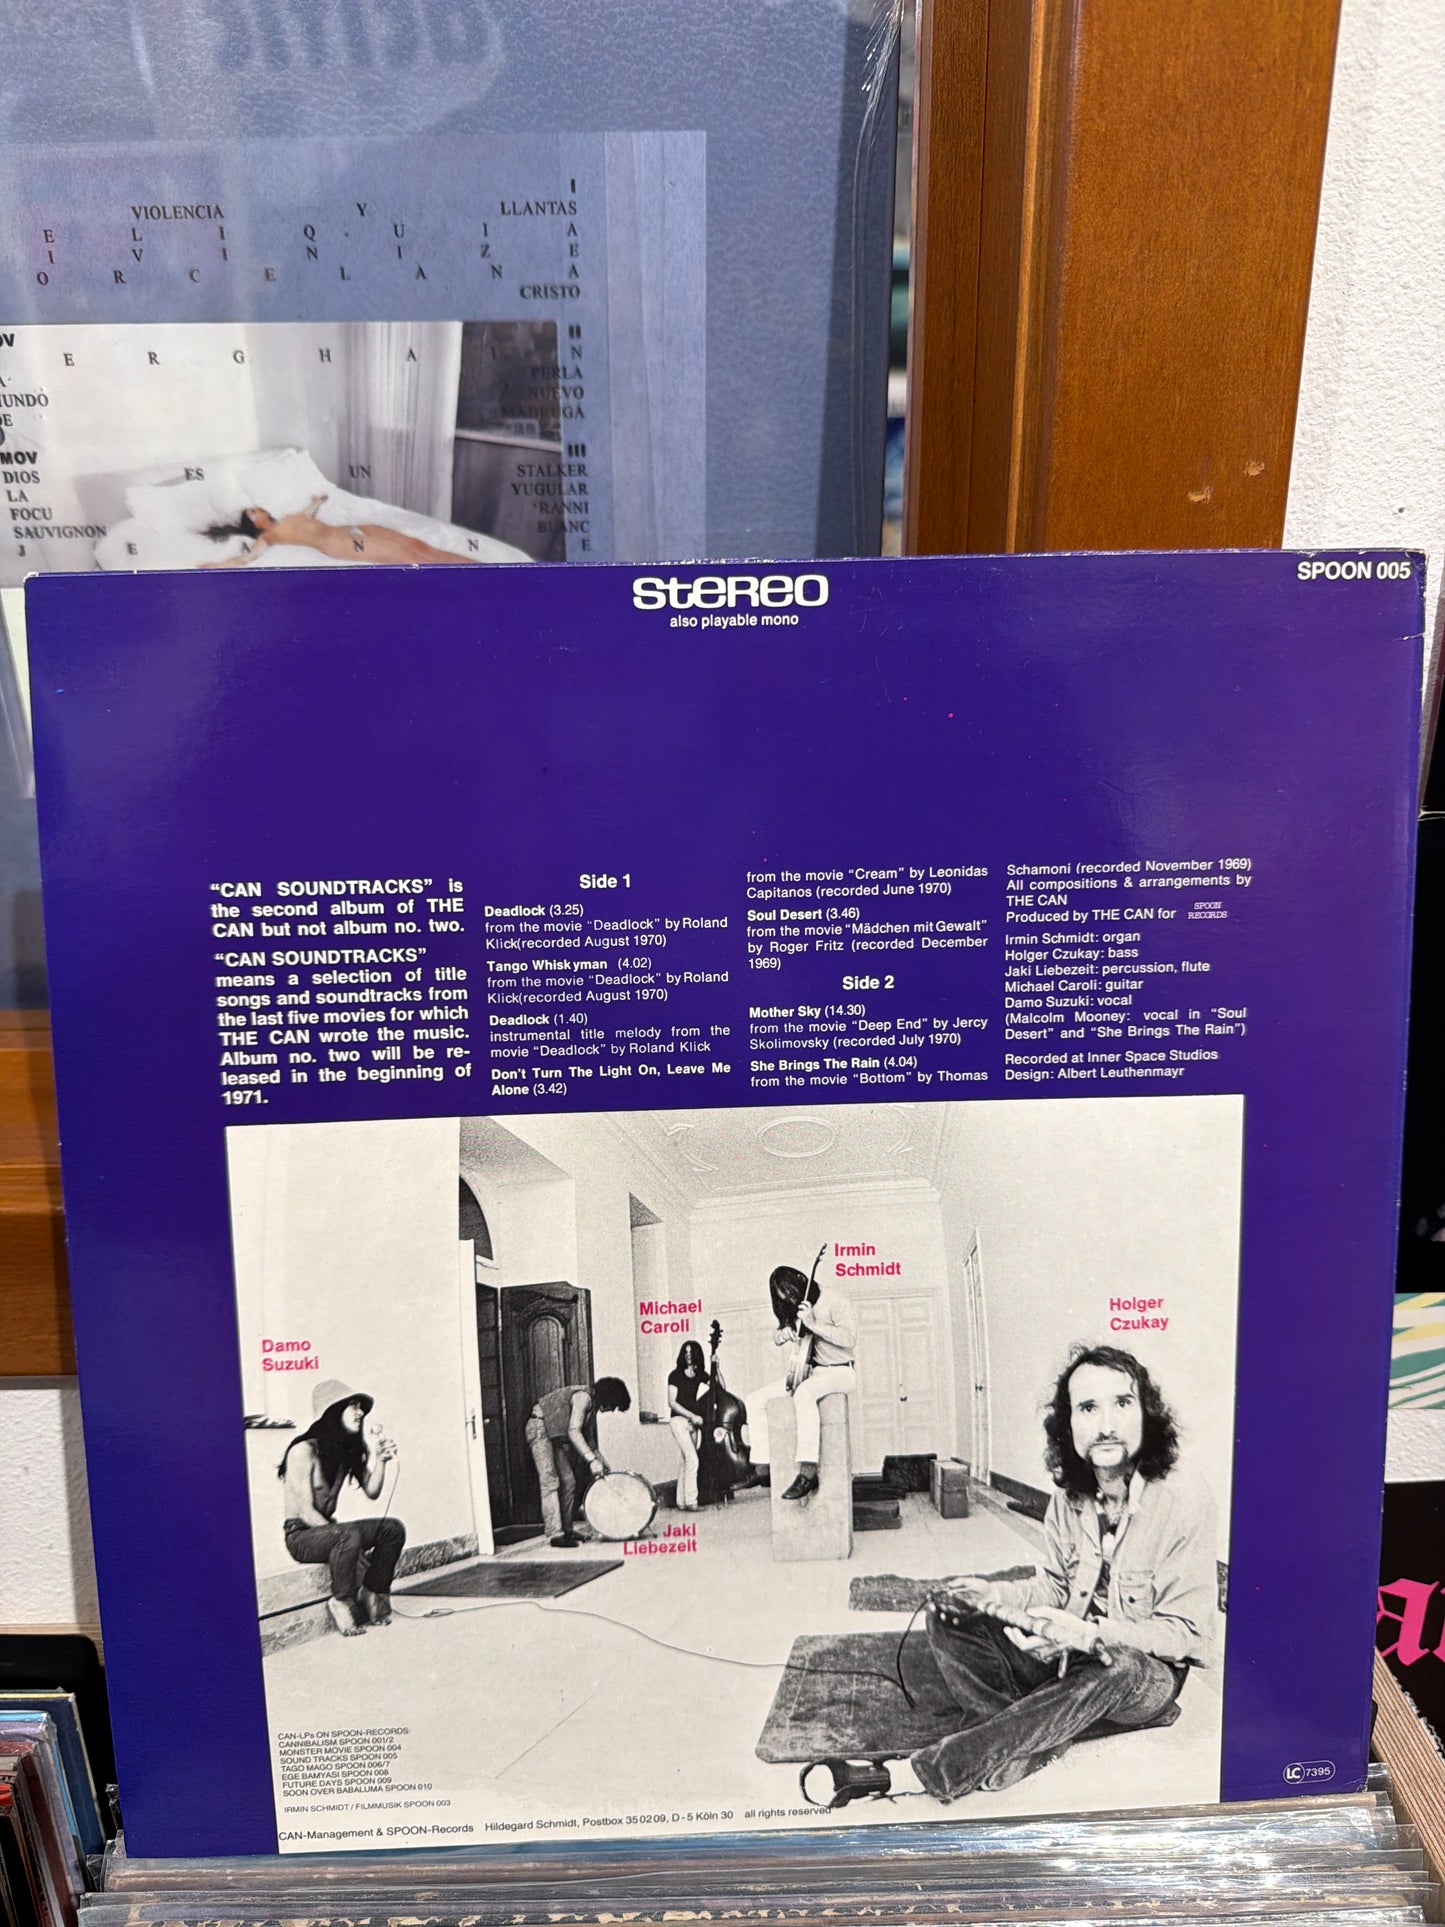 I
VIOLENCIA Y LLANTAS
E L I Q . U I A
I V I N I Z E
O R C E L A N A
CRISTO
II
E R G H A I N
PERLA
NUEVO
MADRUGÁ
III
MOV
DIOS ES UN STALKER
LA YUGULAR
FOCU 'RANNI
SAUVIGNON BLANC
J E A N N E
stereo
also playable mono
SPOON 005
“CAN SOUNDTRACKS” is
the second album of THE
CAN but not album no. two.
“CAN SOUNDTRACKS”
means a selection of title
songs and soundtracks from
the last five movies for which
THE CAN wrote the music.
Album no. two will be re-
leased in the beginning of
1971.
Side 1
Deadlock (3.25)
from the movie “Deadlock” by Roland
Klick(recorded August 1970)
Tango Whiskyman (4.02)
from the movie “Deadlock” by Roland
Klick(recorded August 1970)
Deadlock (1.40)
instrumental title melody from the
movie “Deadlock” by Roland Klick
Don't Turn The Light On, Leave Me
Alone (3.42)
from the movie “Cream” by Leonidas
Capitanos (recorded June 1970)
Soul Desert (3.46)
from the movie “Mädchen mit Gewalt”
by Roger Fritz (recorded December
1969)
Side 2
Mother Sky (14.30)
from the movie “Deep End” by Jercy
Skolimovsky (recorded July 1970)
She Brings The Rain (4.04)
from the movie “Bottom” by Thomas
Schamoni (recorded November 1969)
All compositions & arrangements by
THE CAN
Produced by THE CAN for SPOON RECORDS
Irmin Schmidt: organ
Holger Czukay: bass
Jaki Liebezeit: percussion, flute
Michael Caroli: guitar
Damo Suzuki: vocal
(Malcolm Mooney: vocal in “Soul
Desert” and “She Brings The Rain”)
Recorded at Inner Space Studios
Design: Albert Leuthenmayr
Irmin
Schmidt
Michael
Caroli
Holger
Czukay
Damo
Suzuki
Jaki
Liebezeit
CAN-LPs ON SPOON-RECORDS:
CANNIBALISM SPOON 001/2
MONSTER MOVIE SPOON 004
SOUND TRACKS SPOON 005
TAGO MAGO SPOON 006/7
EGE BAMYASI SPOON 008
FUTURE DAYS SPOON 009
SOON OVER BABALUMA SPOON 010
IRMIN SCHMIDT / FILMMUSIK SPOON 003
CAN-Management & SPOON-Records Hildegard Schmidt, Postbox 35 02 09, D-5 Köln 30 all rights reserved
LC 7395